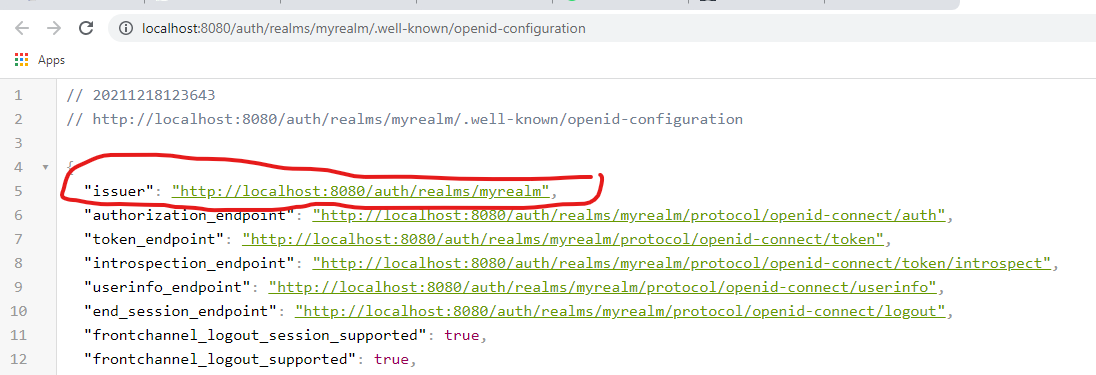 localhost:8080/auth/realms/myrealm/.well-known/openid-configuration
Apps
1 // 20211218123643
2 // http://localhost:8080/auth/realms/myrealm/.well-known/openid-configuration
3
4 {
5 "issuer": "http://localhost:8080/auth/realms/myrealm",
6 "authorization_endpoint": "http://localhost:8080/auth/realms/myrealm/protocol/openid-connect/auth",
7 "token_endpoint": "http://localhost:8080/auth/realms/myrealm/protocol/openid-connect/token",
8 "introspection_endpoint": "http://localhost:8080/auth/realms/myrealm/protocol/openid-connect/token/introspect",
9 "userinfo_endpoint": "http://localhost:8080/auth/realms/myrealm/protocol/openid-connect/userinfo",
10 "end_session_endpoint": "http://localhost:8080/auth/realms/myrealm/protocol/openid-connect/logout",
11 "frontchannel_logout_session_supported": true,
12 "frontchannel_logout_supported": true,